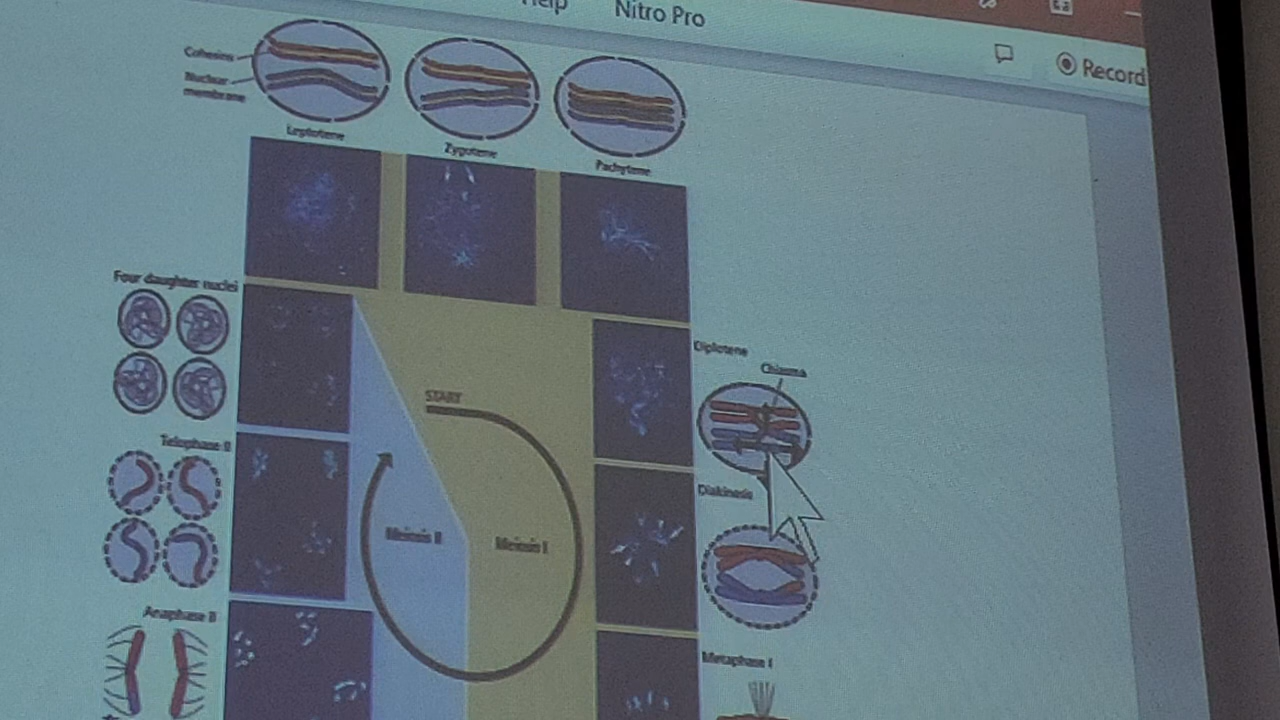 Help Nitro Pro
Record
Cohesins
Nuclear
membrane
Leptotene
Zygotene
Pachytene
Four daughter nuclei
Diplotene
Chiasma
START
Telophase II
Diakinesis
Meiosis II
Meiosis I
Anaphase II
Metaphase I